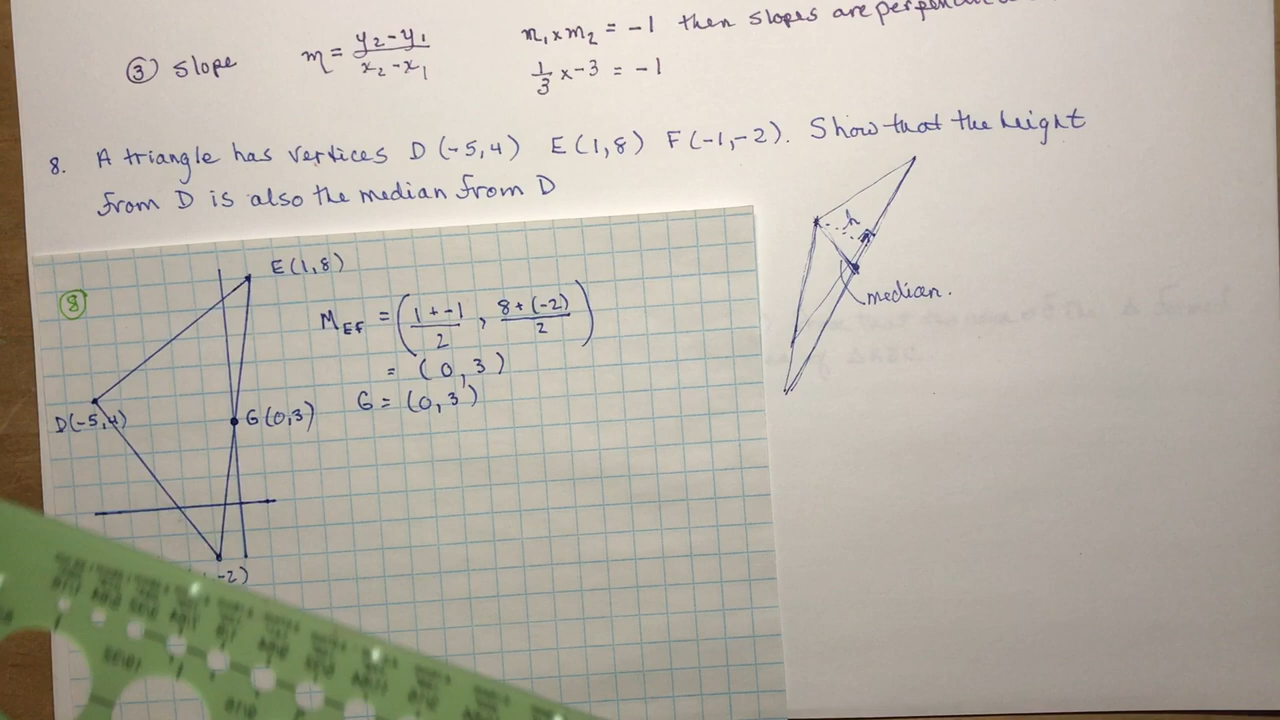 ③ slope m = y₂-y₁ / x₂-x₁ m₁ x m₂ = -1 then slopes are
1/3 x -3 = -1
8. A triangle has vertices D (-5,4) E (1,8) F (-1,-2). Show that the height
from D is also the median from D
h
median.
⑧
E(1,8)
M_EF = (1+-1 / 2 , 8+(-2) / 2)
= (0,3)
G = (0,3)
D(-5,4)
G(0,3)
-2)